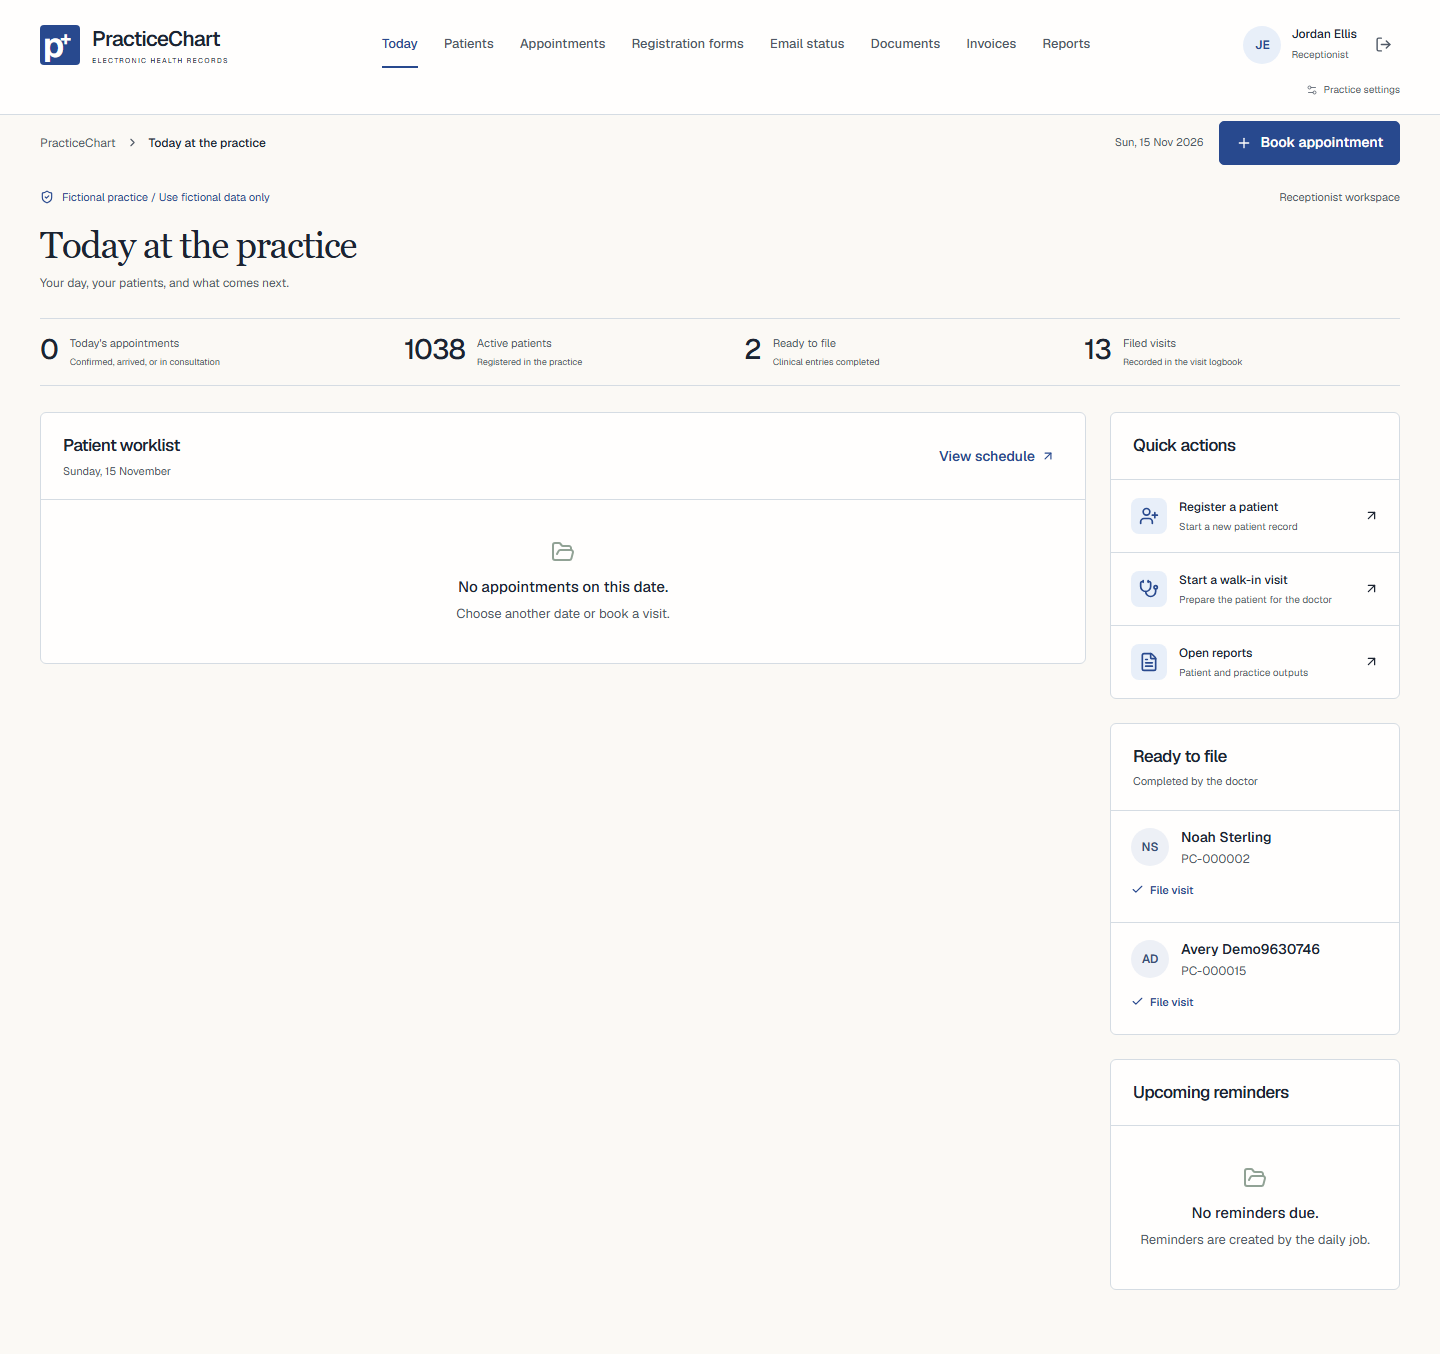 p+
PracticeChart
ELECTRONIC HEALTH RECORDS
Today
Patients
Appointments
Registration forms
Email status
Documents
Invoices
Reports
JE
Jordan Ellis
Receptionist
Practice settings
PracticeChart
Today at the practice
Sun, 15 Nov 2026
Book appointment
Fictional practice / Use fictional data only
Receptionist workspace
Today at the practice
Your day, your patients, and what comes next.
0
Today's appointments
Confirmed, arrived, or in consultation
1038
Active patients
Registered in the practice
2
Ready to file
Clinical entries completed
13
Filed visits
Recorded in the visit logbook
Patient worklist
Sunday, 15 November
View schedule
No appointments on this date.
Choose another date or book a visit.
Quick actions
Register a patient
Start a new patient record
Start a walk-in visit
Prepare the patient for the doctor
Open reports
Patient and practice outputs
Ready to file
Completed by the doctor
NS
Noah Sterling
PC-000002
File visit
AD
Avery Demo9630746
PC-000015
File visit
Upcoming reminders
No reminders due.
Reminders are created by the daily job.